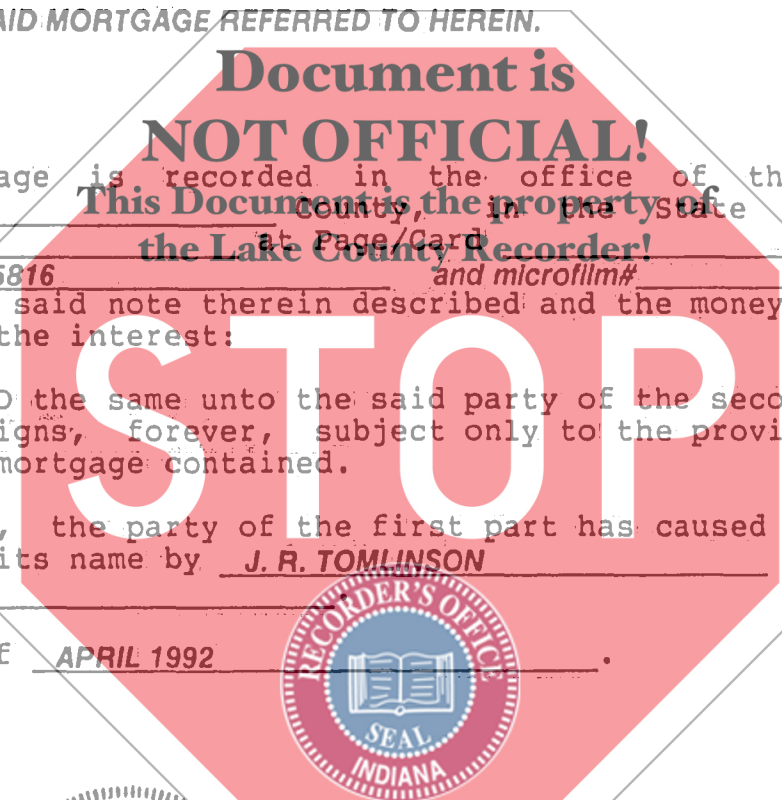 AID MORTGAGE REFERRED TO HEREIN.
Document is
NOT OFFICIAL!
age is recorded in the office of th
This Document is the property of
County, in the State
the Lake County Recorder!
at Page/Card
5816 and microfilm#
said note therein described and the money
the interest:
STOP
D the same unto the said party of the seco
igns, forever, subject only to the provi
mortgage contained.
, the party of the first part has caused
its name by J. R. TOMLINSON
f APRIL 1992 .
RECORDER'S OFFICE
SEAL
INDIANA